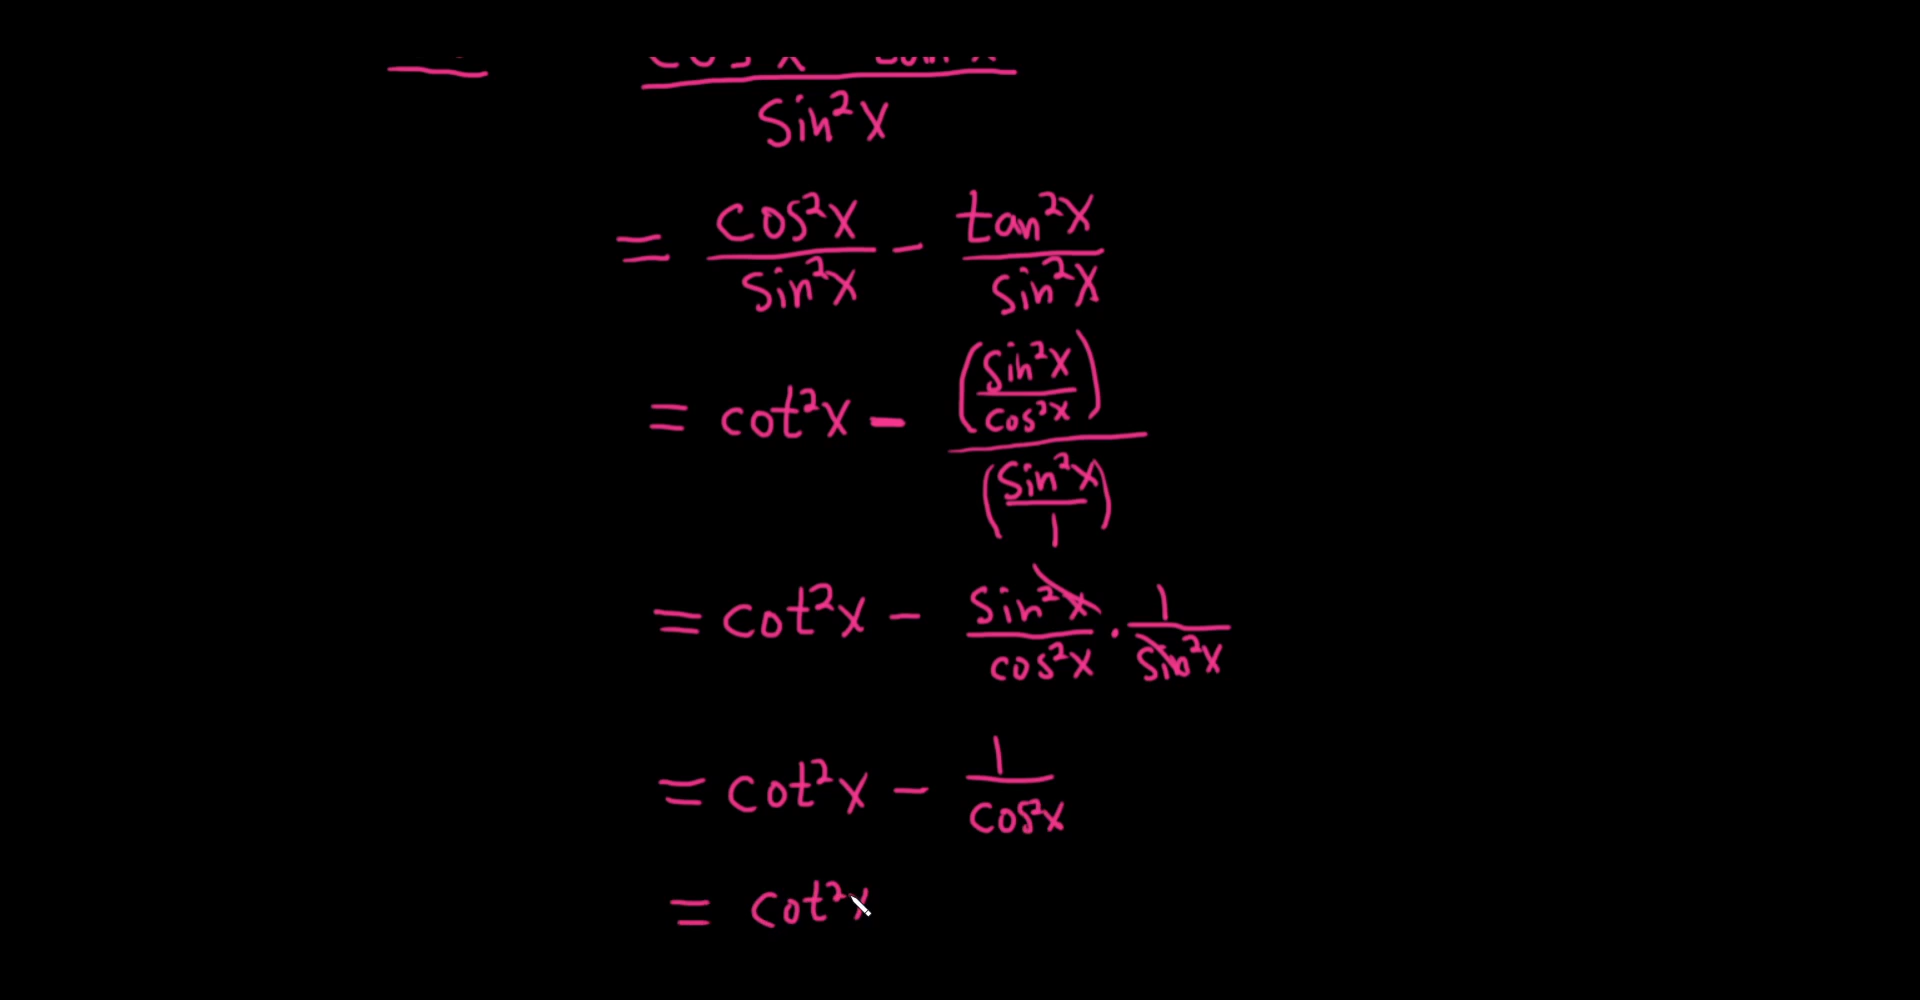 sin²x
= cos²x/sin²x - tan²x/sin²x
= cot²x - (sin²x/cos²x)/(sin²x/1)
= cot²x - sin²x/cos²x · 1/sin²x
= cot²x - 1/cos²x
= cot²x